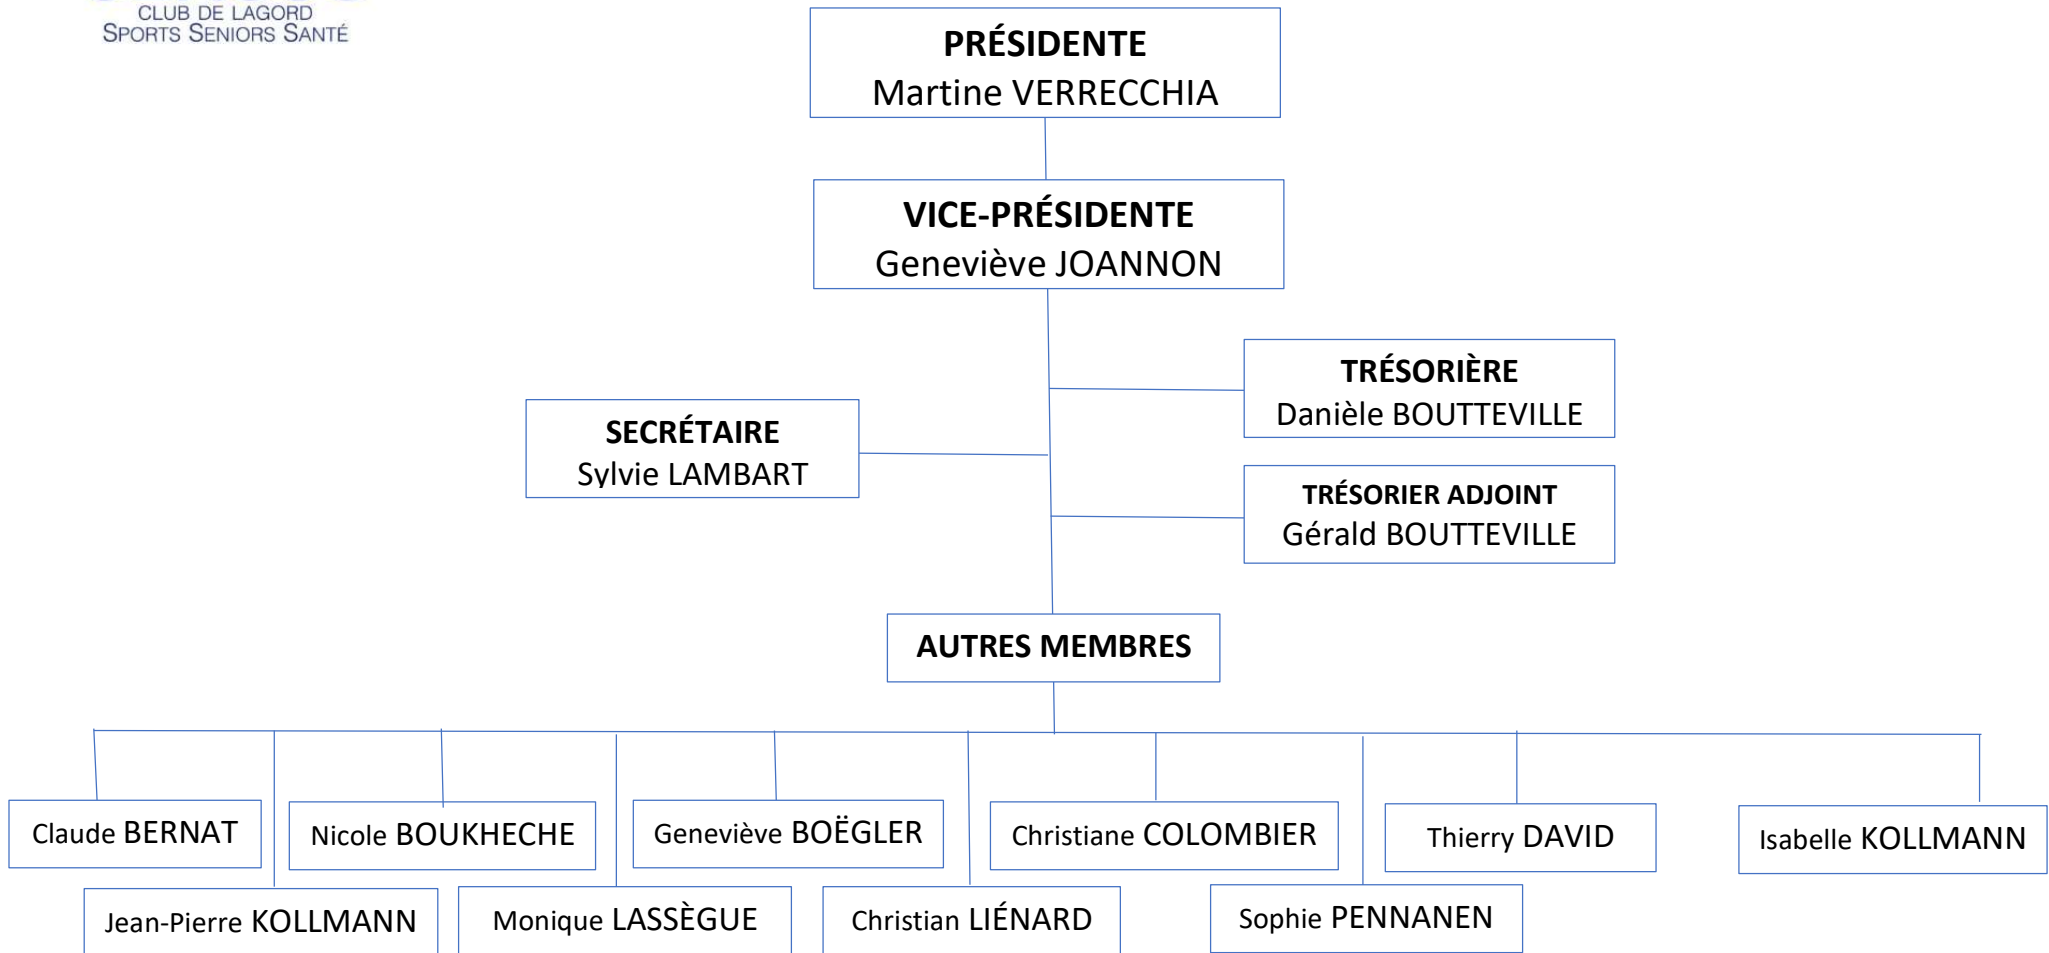 CLUB DE LAGORD
SPORTS SENIORS SANTÉ
PRÉSIDENTE
Martine VERRECCHIA
VICE-PRÉSIDENTE
Geneviève JOANNON
TRÉSORIÈRE
Danièle BOUTTEVILLE
SECRÉTAIRE
Sylvie LAMBART
TRÉSORIER ADJOINT
Gérald BOUTTEVILLE
AUTRES MEMBRES
Claude BERNAT
Nicole BOUKHECHE
Geneviève BOËGLER
Christiane COLOMBIER
Thierry DAVID
Isabelle KOLLMANN
Jean-Pierre KOLLMANN
Monique LASSÈGUE
Christian LIÉNARD
Sophie PENNANEN